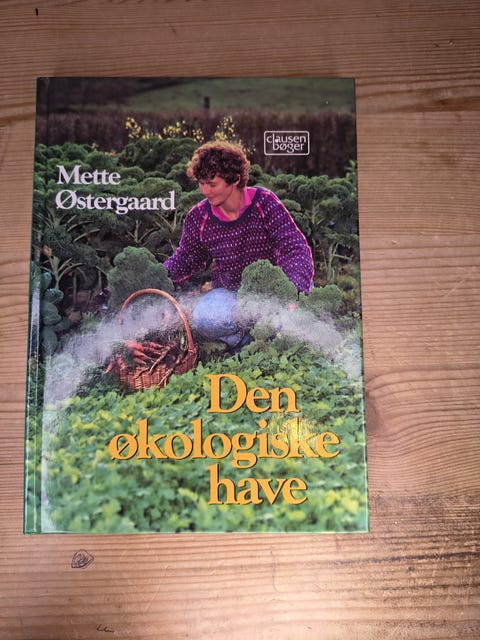 clausen
bøger
Mette
Østergaard
Den
økologiske
have